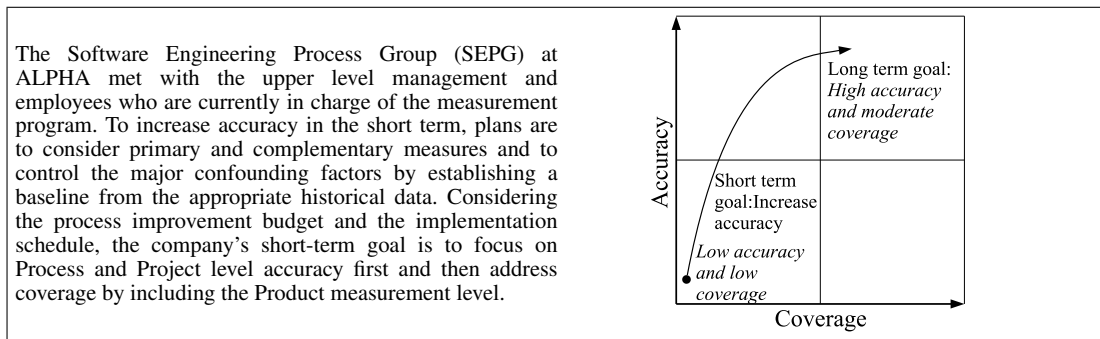 The Software Engineering Process Group (SEPG) at
ALPHA met with the upper level management and
employees who are currently in charge of the measurement
program. To increase accuracy in the short term, plans are
to consider primary and complementary measures and to
control the major confounding factors by establishing a
baseline from the appropriate historical data. Considering
the process improvement budget and the implementation
schedule, the company's short-term goal is to focus on
Process and Project level accuracy first and then address
coverage by including the Product measurement level.
Accuracy
Long term goal:
High accuracy
and moderate
coverage
Short term
goal:Increase
accuracy
Low accuracy
and low
coverage
Coverage